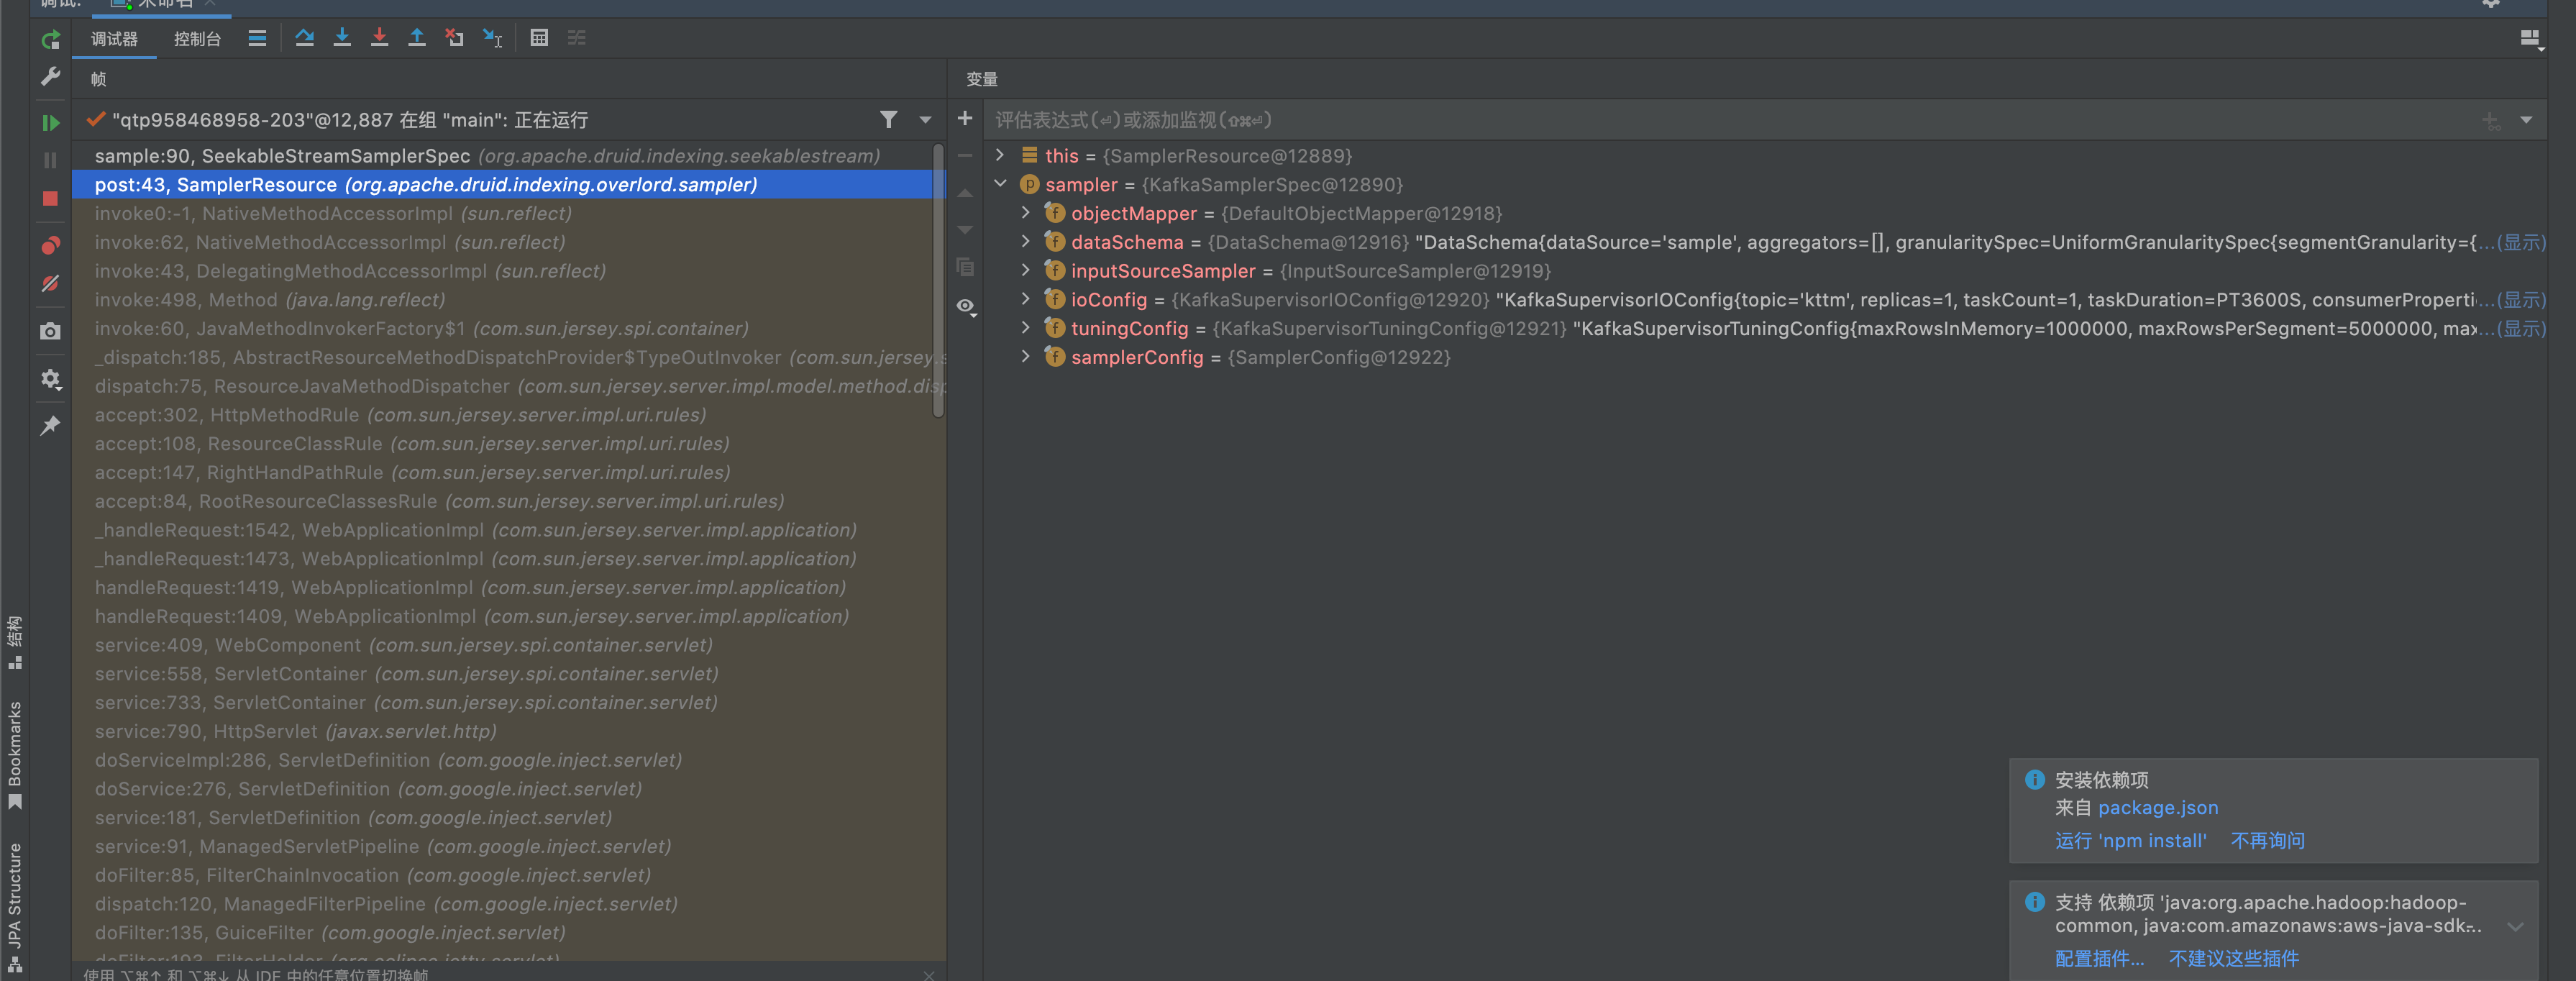 调试: 未命名
调试器 控制台
帧
"qtp958468958-203"@12,887 在组 "main": 正在运行
sample:90, SeekableStreamSamplerSpec (org.apache.druid.indexing.seekablestream)
post:43, SamplerResource (org.apache.druid.indexing.overlord.sampler)
invoke0:-1, NativeMethodAccessorImpl (sun.reflect)
invoke:62, NativeMethodAccessorImpl (sun.reflect)
invoke:43, DelegatingMethodAccessorImpl (sun.reflect)
invoke:498, Method (java.lang.reflect)
invoke:60, JavaMethodInvokerFactory$1 (com.sun.jersey.spi.container)
_dispatch:185, AbstractResourceMethodDispatchProvider$TypeOutInvoker (com.sun.jersey.s
dispatch:75, ResourceJavaMethodDispatcher (com.sun.jersey.server.impl.model.method.disp
accept:302, HttpMethodRule (com.sun.jersey.server.impl.uri.rules)
accept:108, ResourceClassRule (com.sun.jersey.server.impl.uri.rules)
accept:147, RightHandPathRule (com.sun.jersey.server.impl.uri.rules)
accept:84, RootResourceClassesRule (com.sun.jersey.server.impl.uri.rules)
_handleRequest:1542, WebApplicationImpl (com.sun.jersey.server.impl.application)
_handleRequest:1473, WebApplicationImpl (com.sun.jersey.server.impl.application)
handleRequest:1419, WebApplicationImpl (com.sun.jersey.server.impl.application)
handleRequest:1409, WebApplicationImpl (com.sun.jersey.server.impl.application)
service:409, WebComponent (com.sun.jersey.spi.container.servlet)
service:558, ServletContainer (com.sun.jersey.spi.container.servlet)
service:733, ServletContainer (com.sun.jersey.spi.container.servlet)
service:790, HttpServlet (javax.servlet.http)
doServiceImpl:286, ServletDefinition (com.google.inject.servlet)
doService:276, ServletDefinition (com.google.inject.servlet)
service:181, ServletDefinition (com.google.inject.servlet)
service:91, ManagedServletPipeline (com.google.inject.servlet)
doFilter:85, FilterChainInvocation (com.google.inject.servlet)
dispatch:120, ManagedFilterPipeline (com.google.inject.servlet)
doFilter:135, GuiceFilter (com.google.inject.servlet)
doFilter:193, FilterHolder (org.eclipse.jetty.servlet)
使用 ⌥⌘↑ 和 ⌥⌘↓ 从 IDE 中的任意位置切换帧
变量
评估表达式(⏎)或添加监视(⇧⌘⏎)
this = {SamplerResource@12889}
sampler = {KafkaSamplerSpec@12890}
objectMapper = {DefaultObjectMapper@12918}
dataSchema = {DataSchema@12916} "DataSchema{dataSource='sample', aggregators=[], granularitySpec=UniformGranularitySpec{segmentGranularity={...(显示)
inputSourceSampler = {InputSourceSampler@12919}
ioConfig = {KafkaSupervisorIOConfig@12920} "KafkaSupervisorIOConfig{topic='kttm', replicas=1, taskCount=1, taskDuration=PT3600S, consumerProperti...(显示)
tuningConfig = {KafkaSupervisorTuningConfig@12921} "KafkaSupervisorTuningConfig{maxRowsInMemory=1000000, maxRowsPerSegment=5000000, max...(显示)
samplerConfig = {SamplerConfig@12922}
安装依赖项
来自 package.json
运行 'npm install' 不再询问
支持 依赖项 'java:org.apache.hadoop:hadoop-
common, java:com.amazonaws:aws-java-sdk-...
配置插件... 不建议这些插件
结构
Bookmarks
JPA Structure